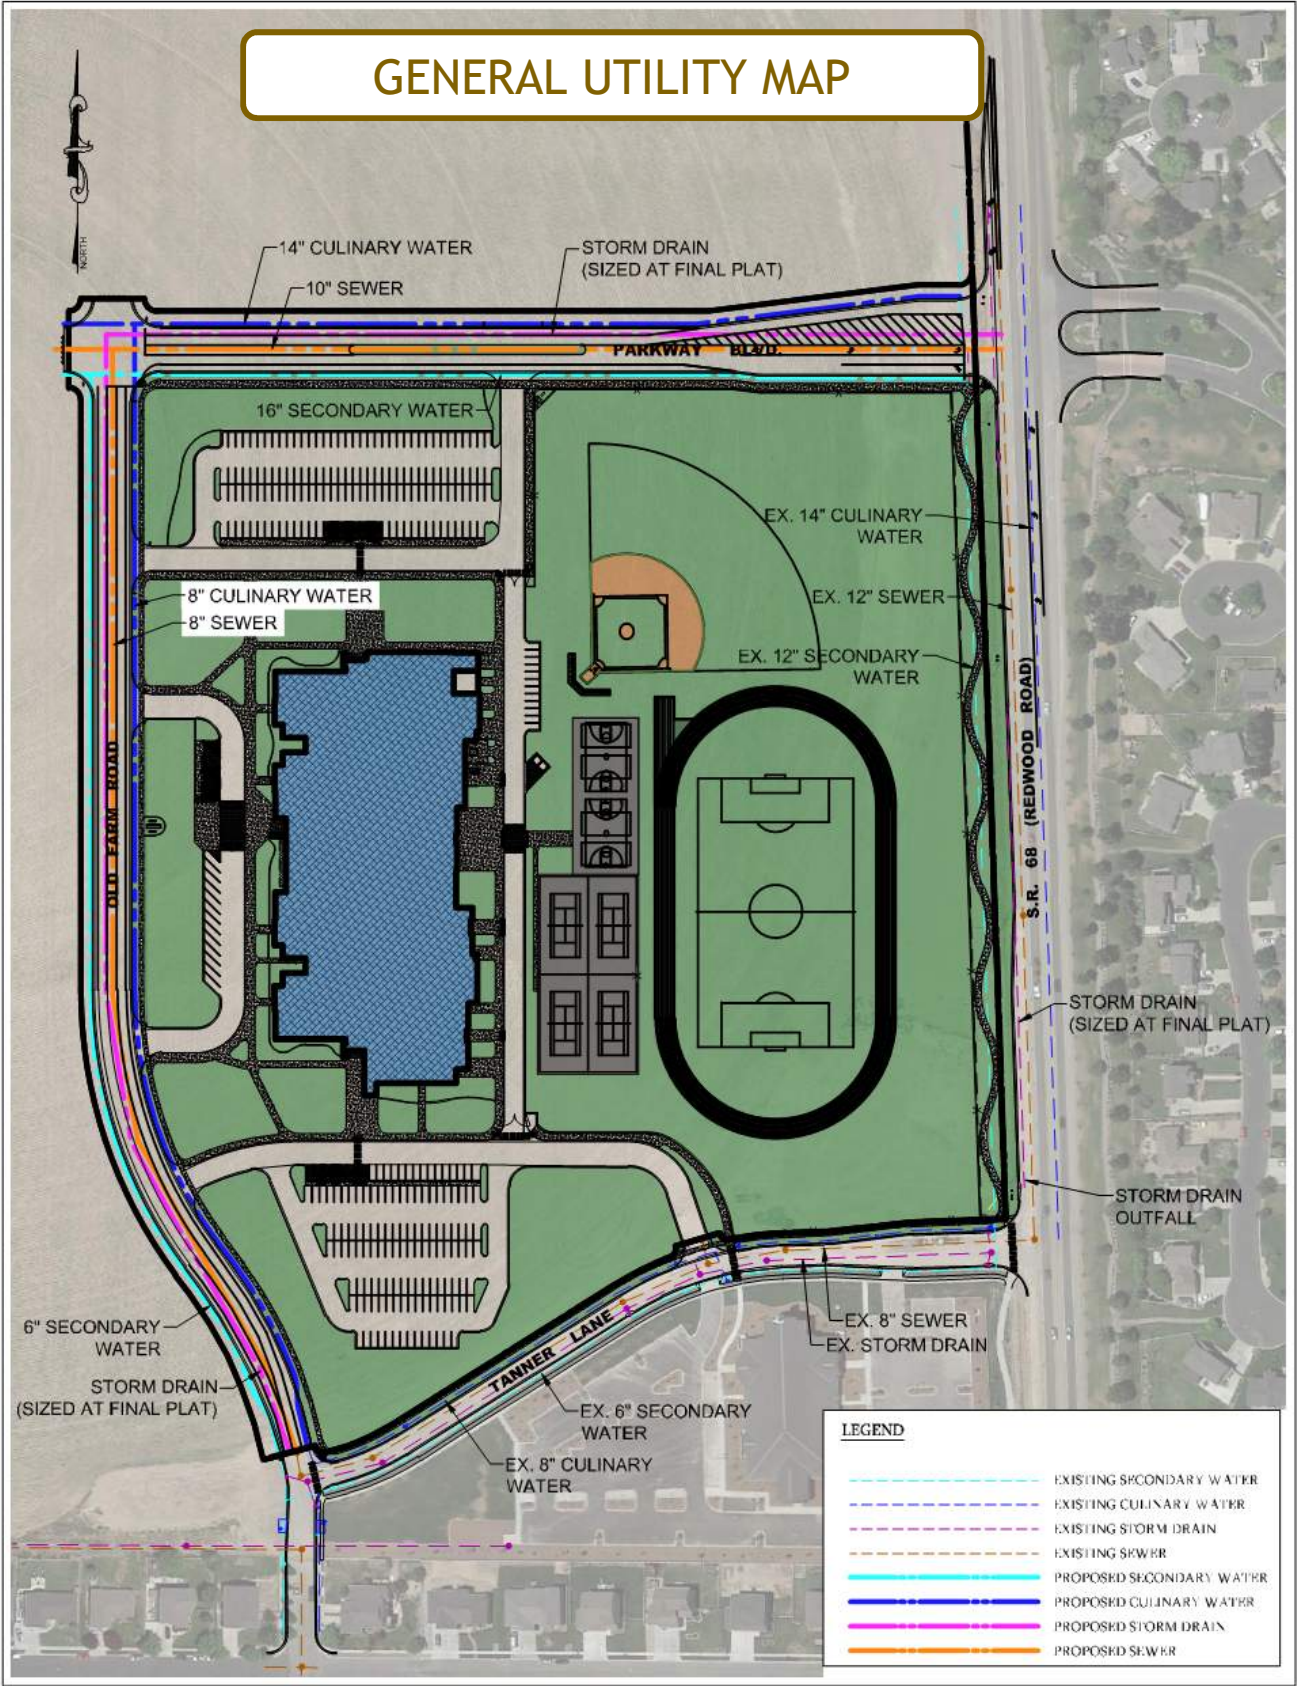 GENERAL UTILITY MAP
NORTH
14" CULINARY WATER
STORM DRAIN
(SIZED AT FINAL PLAT)
10" SEWER
PARKWAY BLVD.
16" SECONDARY WATER
EX. 14" CULINARY
WATER
8" CULINARY WATER
8" SEWER
EX. 12" SEWER
EX. 12" SECONDARY
WATER
S.R. 68 (REDWOOD ROAD)
OLD FARM ROAD
STORM DRAIN
(SIZED AT FINAL PLAT)
STORM DRAIN
OUTFALL
6" SECONDARY
WATER
STORM DRAIN
(SIZED AT FINAL PLAT)
TANNER LANE
EX. 8" SEWER
EX. STORM DRAIN
EX. 6" SECONDARY
WATER
EX. 8" CULINARY
WATER
LEGEND
EXISTING SECONDARY WATER
EXISTING CULINARY WATER
EXISTING STORM DRAIN
EXISTING SEWER
PROPOSED SECONDARY WATER
PROPOSED CULINARY WATER
PROPOSED STORM DRAIN
PROPOSED SEWER